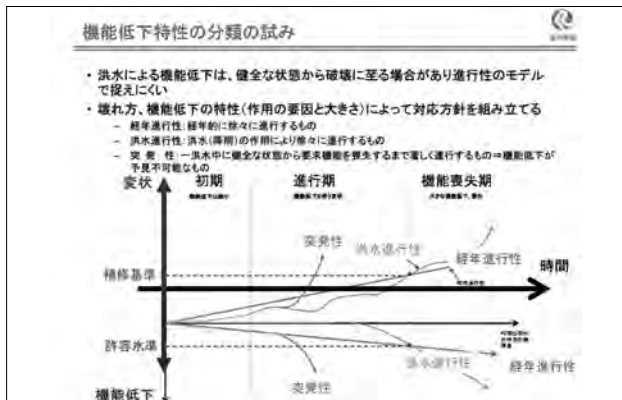 機能低下特性の分類の試み
・洪水による機能低下は、健全な状態から破壊に至る場合があり進行性のモデル
で捉えにくい
・壊れ方、機能低下の特性（作用の要因と大きさ）によって対応方針を組み立てる
– 経年進行性：経年的に徐々に進行するもの
– 洪水進行性：洪水（降雨）の作用により徐々に進行するもの
– 突 発 性：一洪水中に健全な状態から要求機能を喪失するまで著しく進行するもの⇒機能低下が
予見不可能なもの
変状
初期
進行期
機能喪失期
突発性
洪水進行性
経年進行性
時間
補修基準
許容水準
洪水進行性
経年進行性
突発性
機能低下